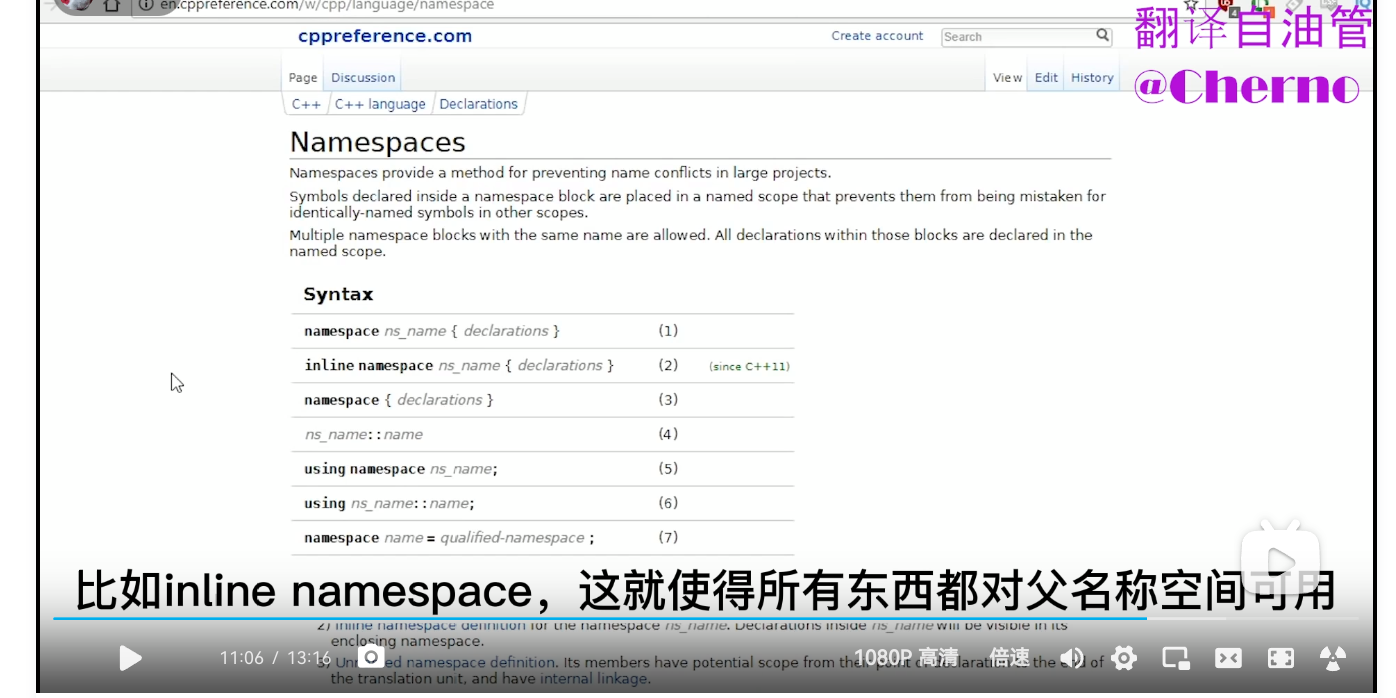 en.cppreference.com/w/cpp/language/namespace
翻译自油管
@Cherno
cppreference.com
Create account
Search
Page
Discussion
View
Edit
History
C++
C++ language
Declarations
Namespaces
Namespaces provide a method for preventing name conflicts in large projects.
Symbols declared inside a namespace block are placed in a named scope that prevents them from being mistaken for
identically-named symbols in other scopes.
Multiple namespace blocks with the same name are allowed. All declarations within those blocks are declared in the
named scope.
Syntax
namespace ns_name { declarations } (1)
inline namespace ns_name { declarations } (2) (since C++11)
namespace { declarations } (3)
ns_name::name (4)
using namespace ns_name; (5)
using ns_name::name; (6)
namespace name = qualified-namespace ; (7)
比如inline namespace，这就使得所有东西都对父名称空间可用
2) Inline namespace definition for the namespace ns_name. Declarations inside ns_name will be visible in its
enclosing namespace.
11:06 / 13:16
1080P 高清
倍速
namespace definition. Its members have potential scope from their point of declaration to the end of
the translation unit, and have internal linkage.